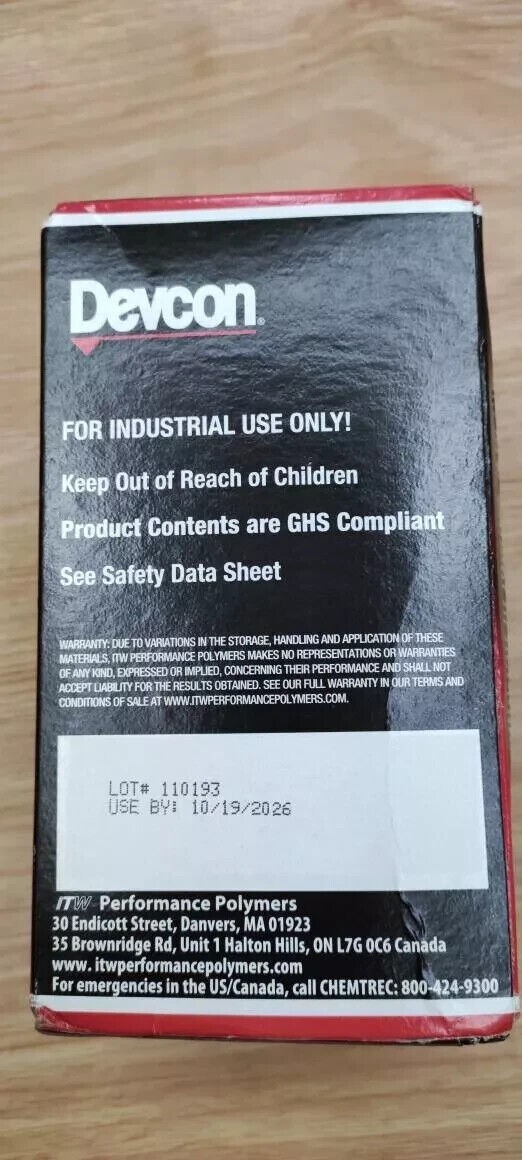 Devcon®
FOR INDUSTRIAL USE ONLY!
Keep Out of Reach of Children
Product Contents are GHS Compliant
See Safety Data Sheet
WARRANTY: DUE TO VARIATIONS IN THE STORAGE, HANDLING AND APPLICATION OF THESE
MATERIALS, ITW PERFORMANCE POLYMERS MAKES NO REPRESENTATIONS OR WARRANTIES
OF ANY KIND, EXPRESSED OR IMPLIED, CONCERNING THEIR PERFORMANCE AND SHALL NOT
ACCEPT LIABILITY FOR THE RESULTS OBTAINED. SEE OUR FULL WARRANTY IN OUR TERMS AND
CONDITIONS OF SALE AT WWW.ITWPERFORMANCEPOLYMERS.COM.
LOT# 110193
USE BY: 10/19/2026
ITW Performance Polymers
30 Endicott Street, Danvers, MA 01923
35 Brownridge Rd, Unit 1 Halton Hills, ON L7G 0C6 Canada
www. itwperformancepolymers.com
For emergencies in the US/Canada, call CHEMTREC: 800-424-9300